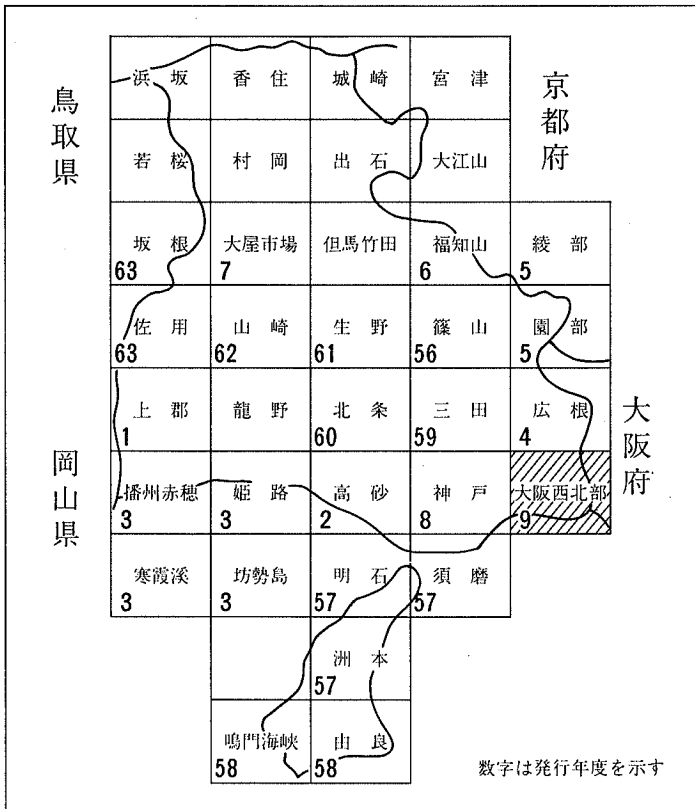 鳥取県
京都府
岡山県
大阪府
浜坂 香住 城崎 宮津
若桜 村岡 出石 大江山
坂根 大屋市場 但馬竹田 福知山 綾部
63 7 6 5
佐用 山崎 生野 篠山 園部
63 62 61 56 5
上郡 龍野 北条 三田 広根
1 60 59 4
播州赤穂 姫路 高砂 神戸 大阪西北部
3 3 2 8 9
寒霞渓 坊勢島 明石 須磨
3 3 57 57
洲本
57
鳴門海峡 由良
58 58
数字は発行年度を示す